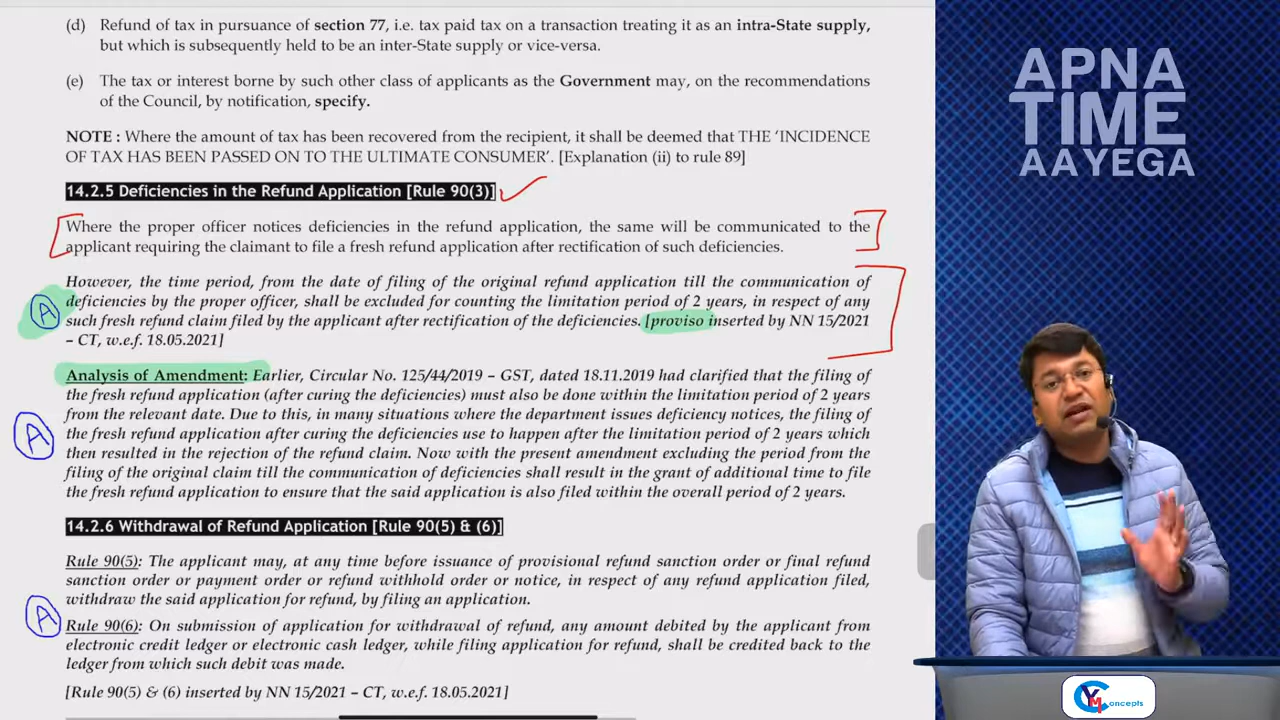 (d) Refund of tax in pursuance of section 77, i.e. tax paid tax on a transaction treating it as an intra-State supply,
but which is subsequently held to be an inter-State supply or vice-versa.
(e) The tax or interest borne by such other class of applicants as the Government may, on the recommendations
of the Council, by notification, specify.
NOTE : Where the amount of tax has been recovered from the recipient, it shall be deemed that THE 'INCIDENCE
OF TAX HAS BEEN PASSED ON TO THE ULTIMATE CONSUMER'. [Explanation (ii) to rule 89]
14.2.5 Deficiencies in the Refund Application [Rule 90(3)]
Where the proper officer notices deficiencies in the refund application, the same will be communicated to the
applicant requiring the claimant to file a fresh refund application after rectification of such deficiencies.
However, the time period, from the date of filing of the original refund application till the communication of
A deficiencies by the proper officer, shall be excluded for counting the limitation period of 2 years, in respect of any
such fresh refund claim filed by the applicant after rectification of the deficiencies. [proviso inserted by NN 15/2021
– CT, w.e.f. 18.05.2021]
Analysis of Amendment: Earlier, Circular No. 125/44/2019 – GST, dated 18.11.2019 had clarified that the filing of
the fresh refund application (after curing the deficiencies) must also be done within the limitation period of 2 years
from the relevant date. Due to this, in many situations where the department issues deficiency notices, the filing of
A the fresh refund application after curing the deficiencies use to happen after the limitation period of 2 years which
then resulted in the rejection of the refund claim. Now with the present amendment excluding the period from the
filing of the original claim till the communication of deficiencies shall result in the grant of additional time to file
the fresh refund application to ensure that the said application is also filed within the overall period of 2 years.
14.2.6 Withdrawal of Refund Application [Rule 90(5) & (6)]
Rule 90(5): The applicant may, at any time before issuance of provisional refund sanction order or final refund
sanction order or payment order or refund withhold order or notice, in respect of any refund application filed,
withdraw the said application for refund, by filing an application.
A Rule 90(6): On submission of application for withdrawal of refund, any amount debited by the applicant from
electronic credit ledger or electronic cash ledger, while filing application for refund, shall be credited back to the
ledger from which such debit was made.
[Rule 90(5) & (6) inserted by NN 15/2021 – CT, w.e.f. 18.05.2021]
APNA
TIME
AAYEGA
YM Concepts